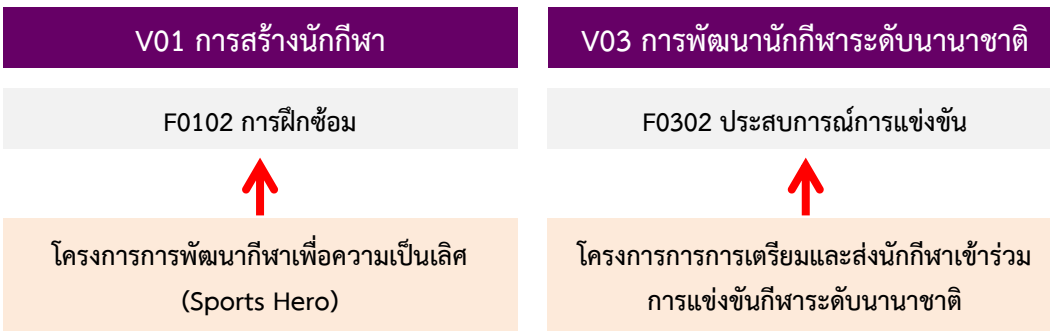 V01 การสร้างนักกีฬา
F0102 การฝึกซ้อม
โครงการการพัฒนากีฬาเพื่อความเป็นเลิศ
(Sports Hero)
V03 การพัฒนานักกีฬาระดับนานาชาติ
F0302 ประสบการณ์การแข่งขัน
โครงการการการเตรียมและส่งนักกีฬาเข้าร่วม
การแข่งขันกีฬาระดับนานาชาติ